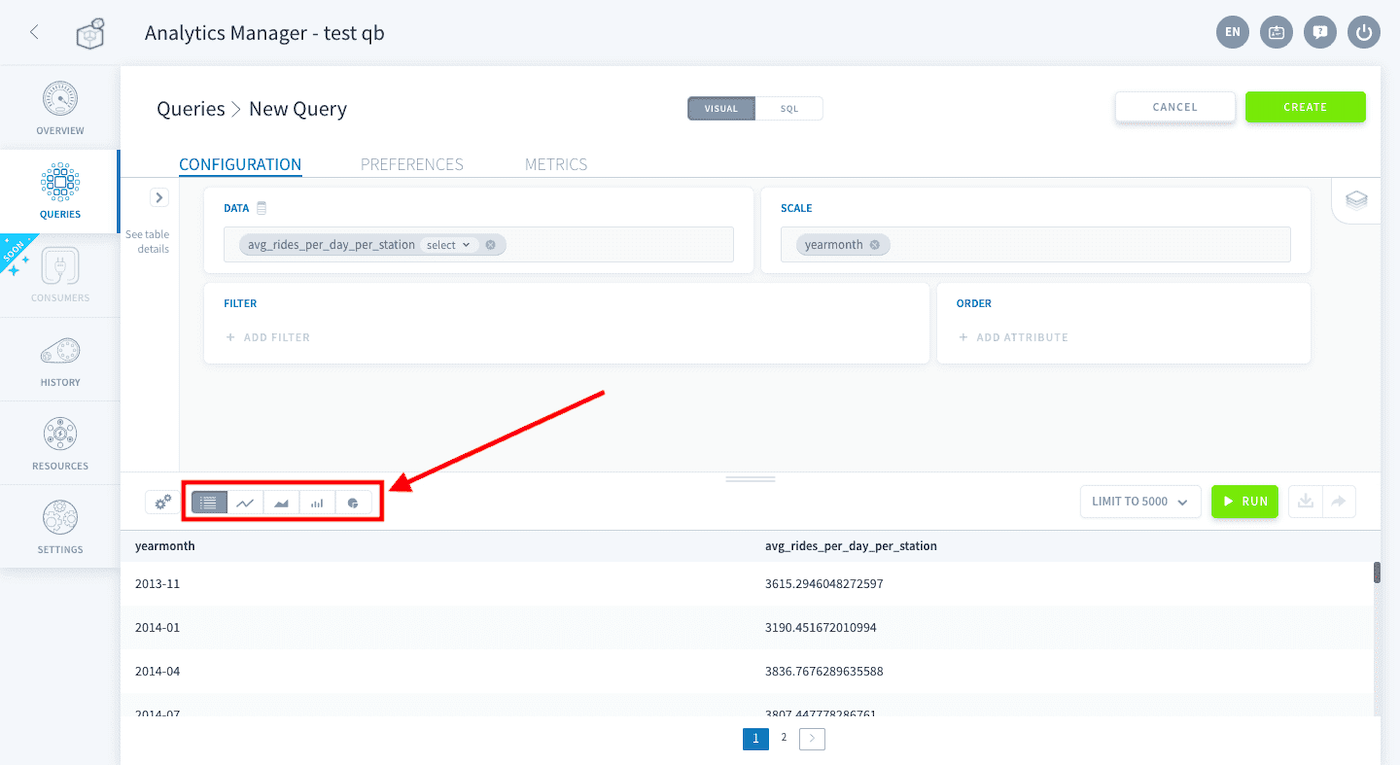 Analytics Manager - test qb
EN
OVERVIEW
QUERIES
SOON
CONSUMERS
HISTORY
RESOURCES
SETTINGS
Queries > New Query
VISUAL SQL
CANCEL CREATE
CONFIGURATION PREFERENCES METRICS
See table
details
DATA
avg_rides_per_day_per_station select
SCALE
yearmonth
FILTER
+ ADD FILTER
ORDER
+ ADD ATTRIBUTE
LIMIT TO 5000 RUN
yearmonth avg_rides_per_day_per_station
2013-11 3615.2946048272597
2014-01 3190.451672010994
2014-04 3836.7676289635588
2014-07 3807.447778286761
1 2 >